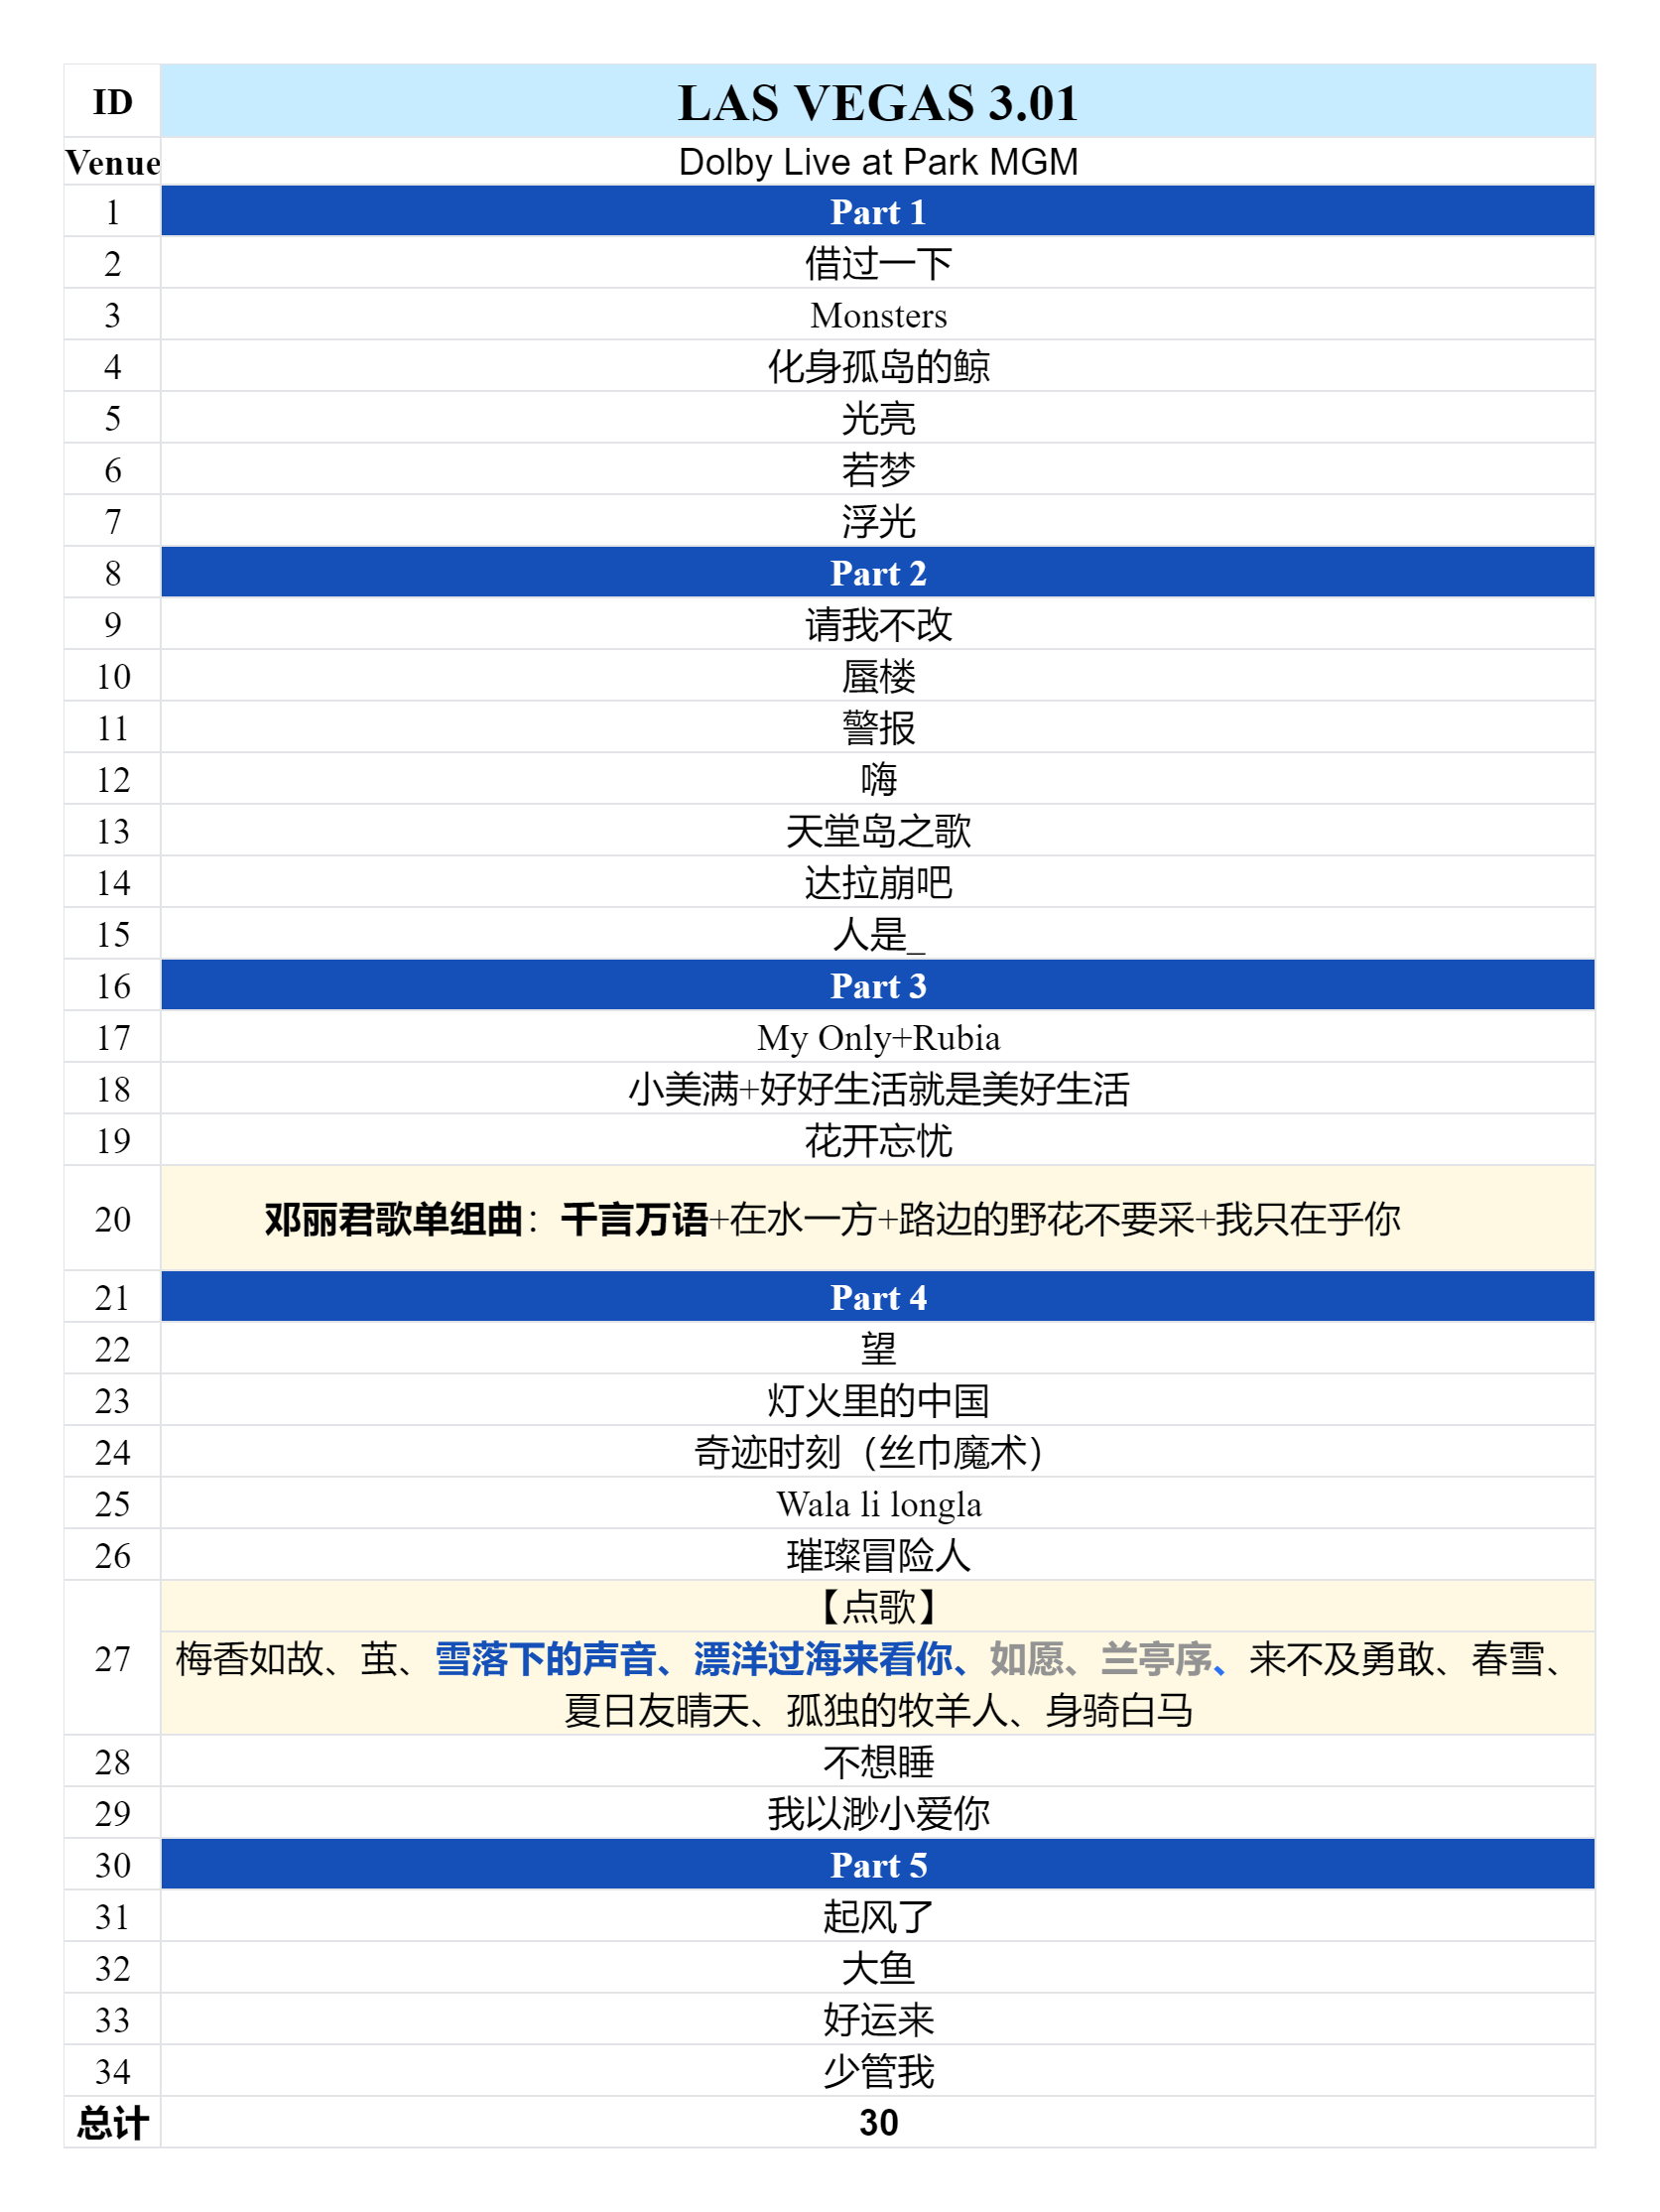 ID LAS VEGAS 3.01
Venue Dolby Live at Park MGM
1 Part 1
2 借过一下
3 Monsters
4 化身孤岛的鲸
5 光亮
6 若梦
7 浮光
8 Part 2
9 请我不改
10 蜃楼
11 警报
12 嗨
13 天堂岛之歌
14 达拉崩吧
15 人是_
16 Part 3
17 My Only+Rubia
18 小美满+好好生活就是美好生活
19 花开忘忧
20 邓丽君歌单组曲：千言万语+在水一方+路边的野花不要采+我只在乎你
21 Part 4
22 望
23 灯火里的中国
24 奇迹时刻（丝巾魔术）
25 Wala li longla
26 璀璨冒险人
【点歌】
27 梅香如故、茧、雪落下的声音、漂洋过海来看你、如愿、兰亭序、来不及勇敢、春雪、
夏日友晴天、孤独的牧羊人、身骑白马
28 不想睡
29 我以渺小爱你
30 Part 5
31 起风了
32 大鱼
33 好运来
34 少管我
总计 30